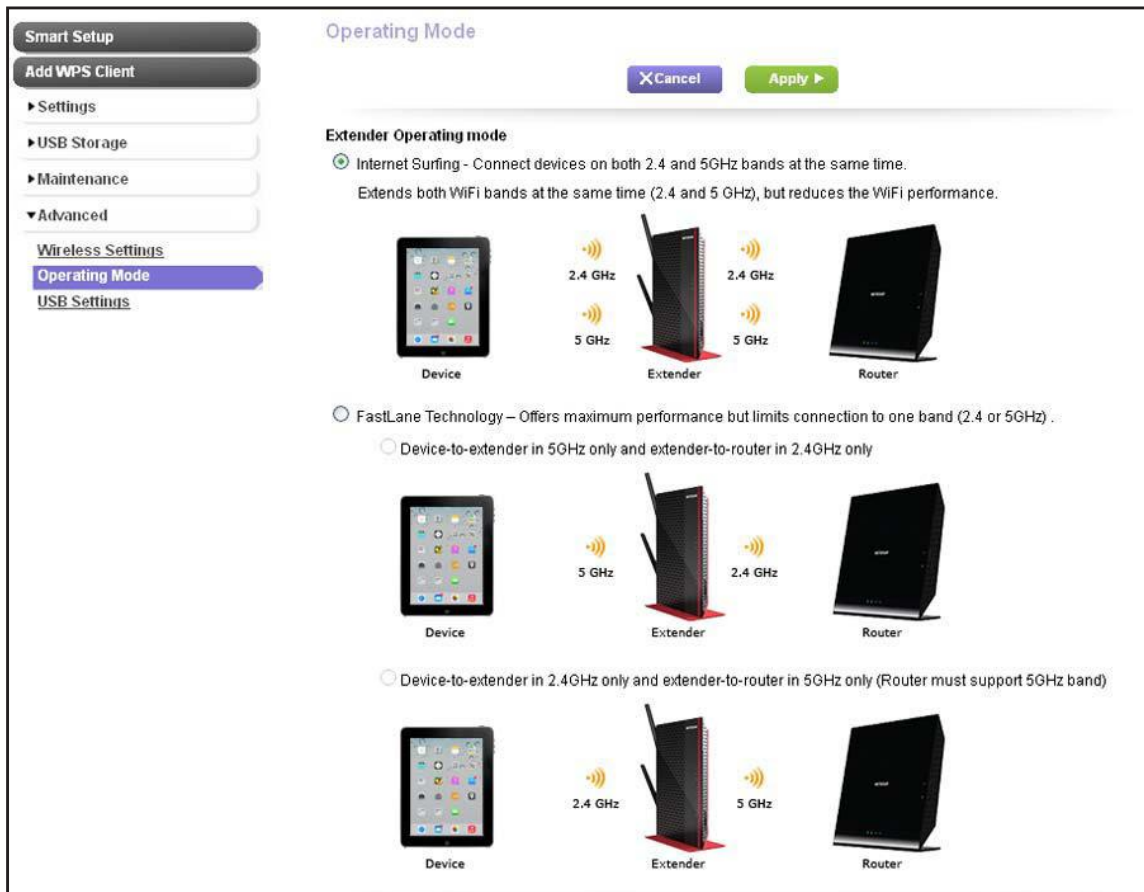 Smart Setup
Add WPS Client
Settings
USB Storage
Maintenance
Advanced
Wireless Settings
Operating Mode
USB Settings
Operating Mode
Cancel
Apply
Extender Operating mode
Internet Surfing - Connect devices on both 2.4 and 5GHz bands at the same time.
Extends both WiFi bands at the same time (2.4 and 5 GHz), but reduces the WiFi performance.
2.4 GHz 2.4 GHz
5 GHz 5 GHz
Device Extender Router
FastLane Technology – Offers maximum performance but limits connection to one band (2.4 or 5GHz) .
Device-to-extender in 5GHz only and extender-to-router in 2.4GHz only
5 GHz 2.4 GHz
Device Extender Router
Device-to-extender in 2.4GHz only and extender-to-router in 5GHz only (Router must support 5GHz band)
2.4 GHz 5 GHz
Device Extender Router